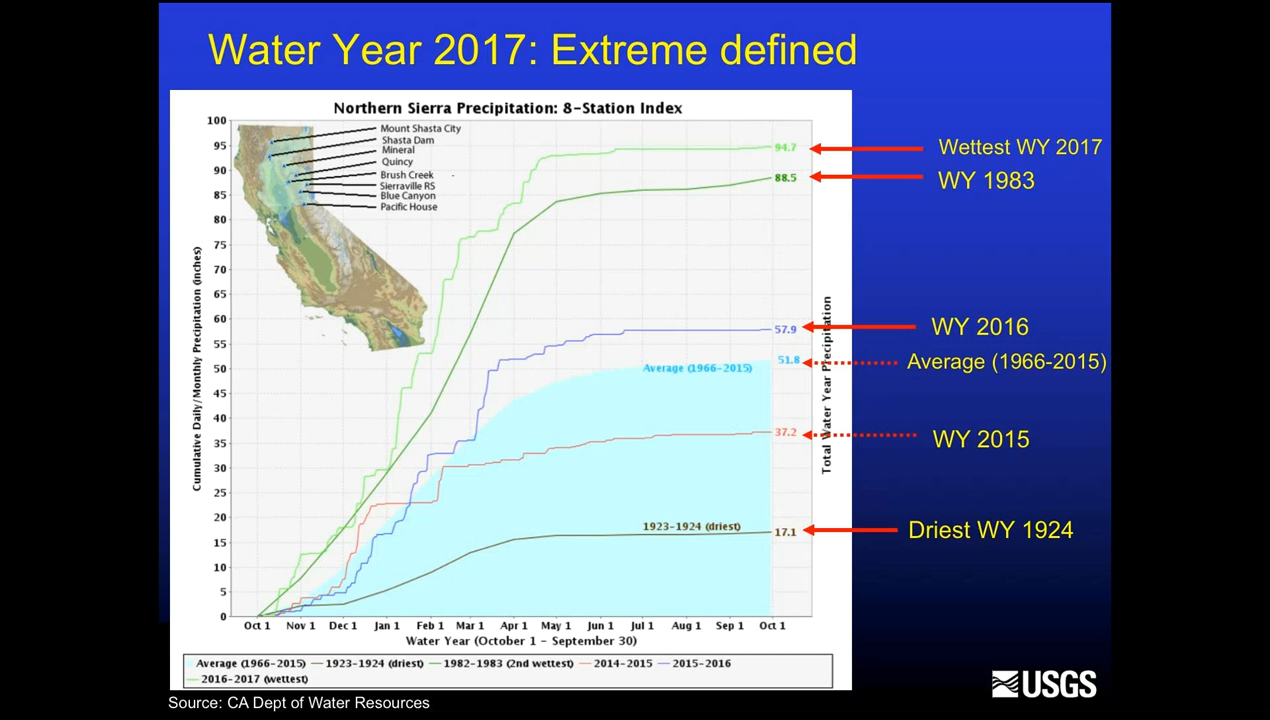 Water Year 2017: Extreme defined
Northern Sierra Precipitation: 8-Station Index
Cumulative Daily/Monthly Precipitation (inches)
100
95
90
85
80
75
70
65
60
55
50
45
40
35
30
25
20
15
10
5
0
Mount Shasta City
Shasta Dam
Mineral
Quincy
Brush Creek
Sierraville RS
Blue Canyon
Pacific House
94.7
Wettest WY 2017
88.5
WY 1983
57.9
WY 2016
Average (1966-2015)
51.8
Average (1966-2015)
37.2
WY 2015
1923-1924 (driest)
17.1
Driest WY 1924
Total Water Year Precipitation
Oct 1 Nov 1 Dec 1 Jan 1 Feb 1 Mar 1 Apr 1 May 1 Jun 1 Jul 1 Aug 1 Sep 1 Oct 1
Water Year (October 1 - September 30)
Average (1966-2015) 1923-1924 (driest) 1982-1983 (2nd wettest) 2014-2015 2015-2016
2016-2017 (wettest)
Source: CA Dept of Water Resources
USGS